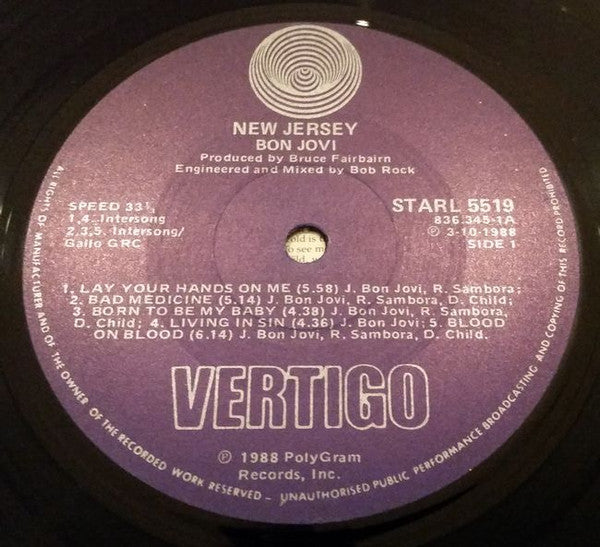 NEW JERSEY
BON JOVI
Produced by Bruce Fairbairn
Engineered and Mixed by Bob Rock
SPEED 33⅓
1,4. Intersong
2,3,5. Intersong/
Gallo GRC
STARL 5519
836 345-1A
℗ 3-10-1988
SIDE 1
1. LAY YOUR HANDS ON ME (5.58) J. Bon Jovi, R. Sambora;
2. BAD MEDICINE (5.14) J. Bon Jovi, R. Sambora, D. Child;
3. BORN TO BE MY BABY (4.38) J. Bon Jovi, R. Sambora,
D. Child; 4. LIVING IN SIN (4.36) J. Bon Jovi; 5. BLOOD
ON BLOOD (6.14) J. Bon Jovi, R. Sambora, D. Child.
VERTIGO
℗ 1988 PolyGram
Records, Inc.
ALL RIGHTS OF MANUFACTURER AND OF THE OWNER OF THE RECORDED WORK RESERVED – UNAUTHORISED PUBLIC PERFORMANCE BROADCASTING AND COPYING OF THIS RECORD PROHIBITED
old is
to see m